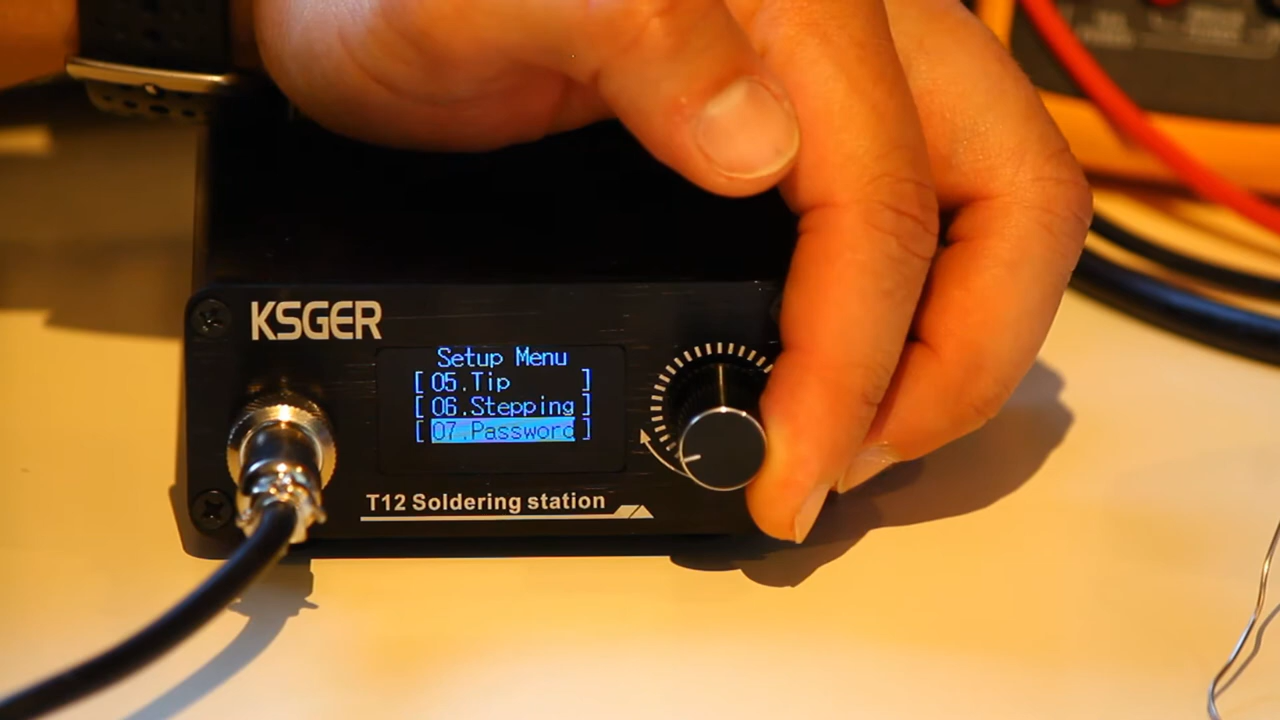 KSGER
Setup Menu
[05.Tip ]
[06.Stepping]
[07.Password]
T12 Soldering station